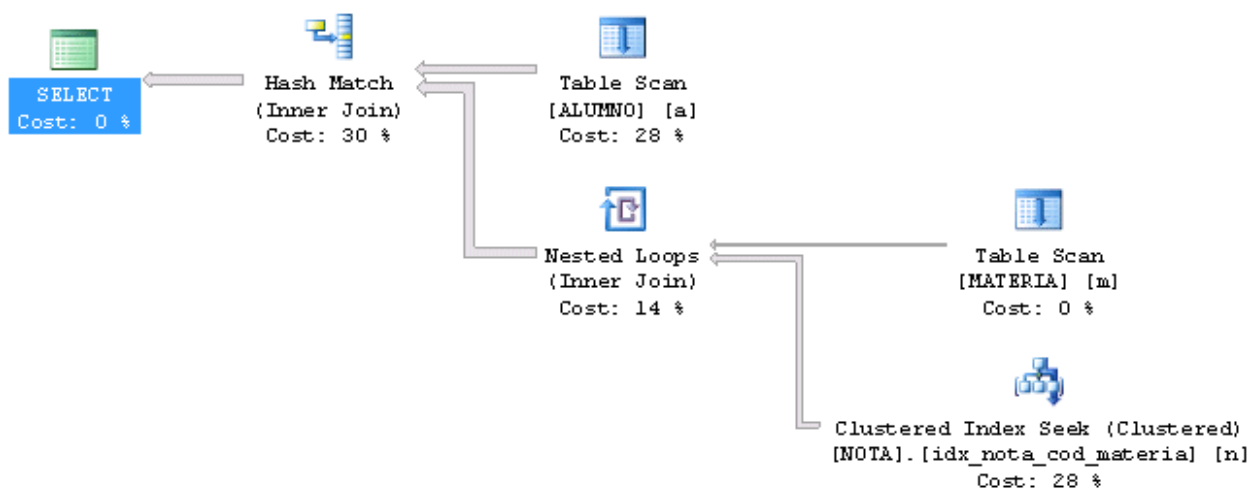 SELECT
Cost: 0 %
Hash Match
(Inner Join)
Cost: 30 %
Table Scan
[ALUMNO] [a]
Cost: 28 %
Nested Loops
(Inner Join)
Cost: 14 %
Table Scan
[MATERIA] [m]
Cost: 0 %
Clustered Index Seek (Clustered)
[NOTA].[idx_nota_cod_materia] [n]
Cost: 28 %